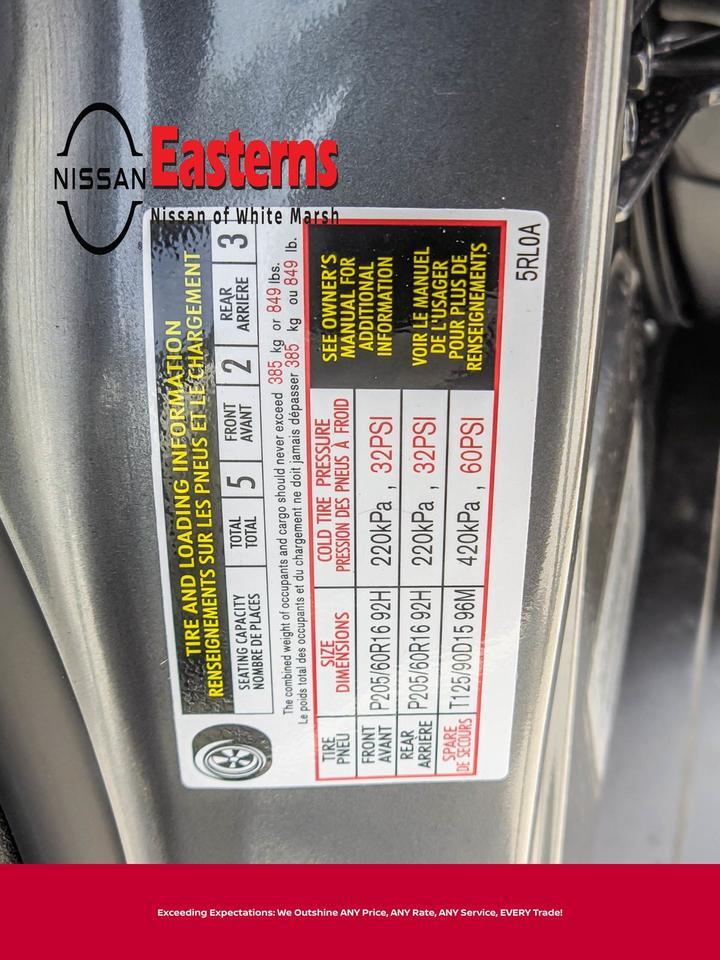 NISSAN
Easterns
Nissan of White Marsh
TIRE AND LOADING INFORMATION
RENSEIGNEMENTS SUR LES PNEUS ET LE CHARGEMENT
SEATING CAPACITY
NOMBRE DE PLACES
TOTAL
TOTAL
5
FRONT
AVANT
2
REAR
ARRIÈRE
3
The combined weight of occupants and cargo should never exceed 385 kg or 849 lbs.
Le poids total des occupants et du chargement ne doit jamais dépasser 385 kg ou 849 lb.
TIRE
PNEU
SIZE
DIMENSIONS
COLD TIRE PRESSURE
PRESSION DES PNEUS À FROID
FRONT
AVANT
P205/60R16 92H
220kPa , 32PSI
REAR
ARRIÈRE
P205/60R16 92H
220kPa , 32PSI
SPARE
DE SECOURS
T125/90D15 96M
420kPa , 60PSI
SEE OWNER'S
MANUAL FOR
ADDITIONAL
INFORMATION
VOIR LE MANUEL
DE L'USAGER
POUR PLUS DE
RENSEIGNEMENTS
5RL0A
Exceeding Expectations: We Outshine ANY Price, ANY Rate, ANY Service, EVERY Trade!